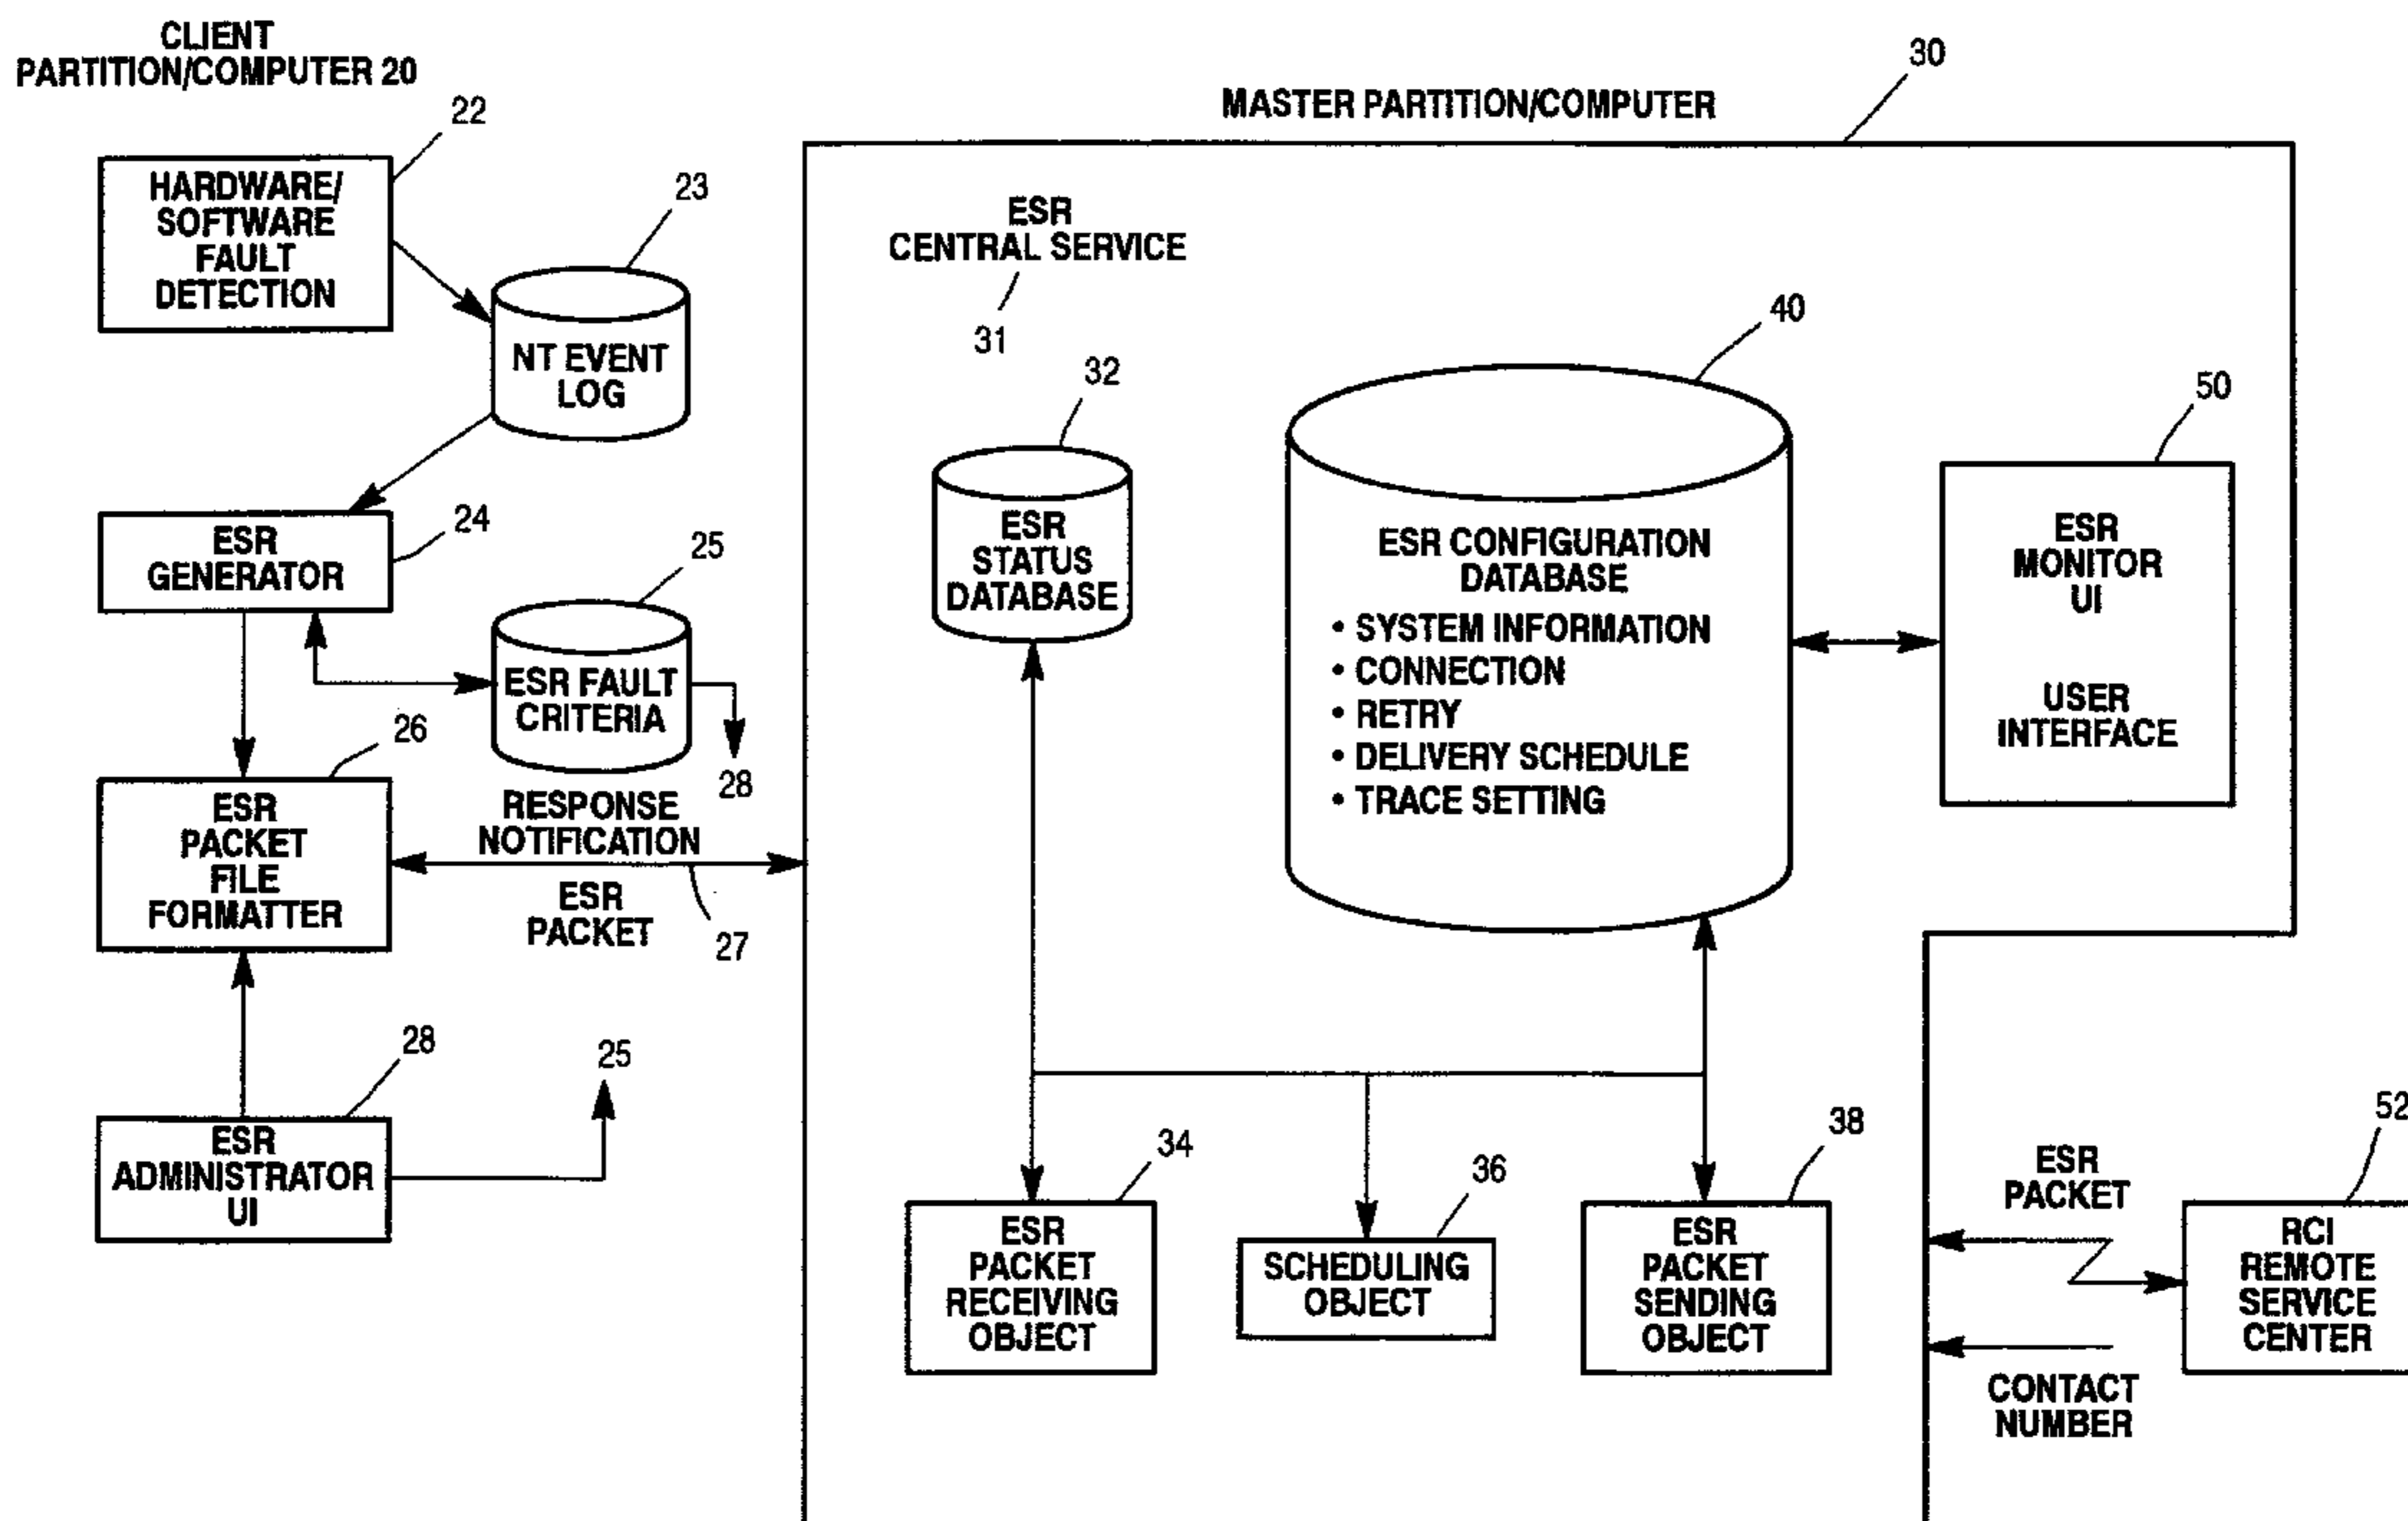 CLIENT
PARTITION/COMPUTER 20
22
HARDWARE/
SOFTWARE
FAULT
DETECTION
23
NT EVENT
LOG
24
ESR
GENERATOR
25
ESR FAULT
CRITERIA
28
26
ESR
PACKET
FILE
FORMATTER
RESPONSE
NOTIFICATION
ESR
PACKET
27
28
ESR
ADMINISTRATOR
UI
25
MASTER PARTITION/COMPUTER
30
ESR
CENTRAL SERVICE
31
32
ESR
STATUS
DATABASE
40
ESR CONFIGURATION
DATABASE
• SYSTEM INFORMATION
• CONNECTION
• RETRY
• DELIVERY SCHEDULE
• TRACE SETTING
50
ESR
MONITOR
UI
USER
INTERFACE
34
ESR
PACKET
RECEIVING
OBJECT
36
SCHEDULING
OBJECT
38
ESR
PACKET
SENDING
OBJECT
ESR
PACKET
CONTACT
NUMBER
52
RCI
REMOTE
SERVICE
CENTER